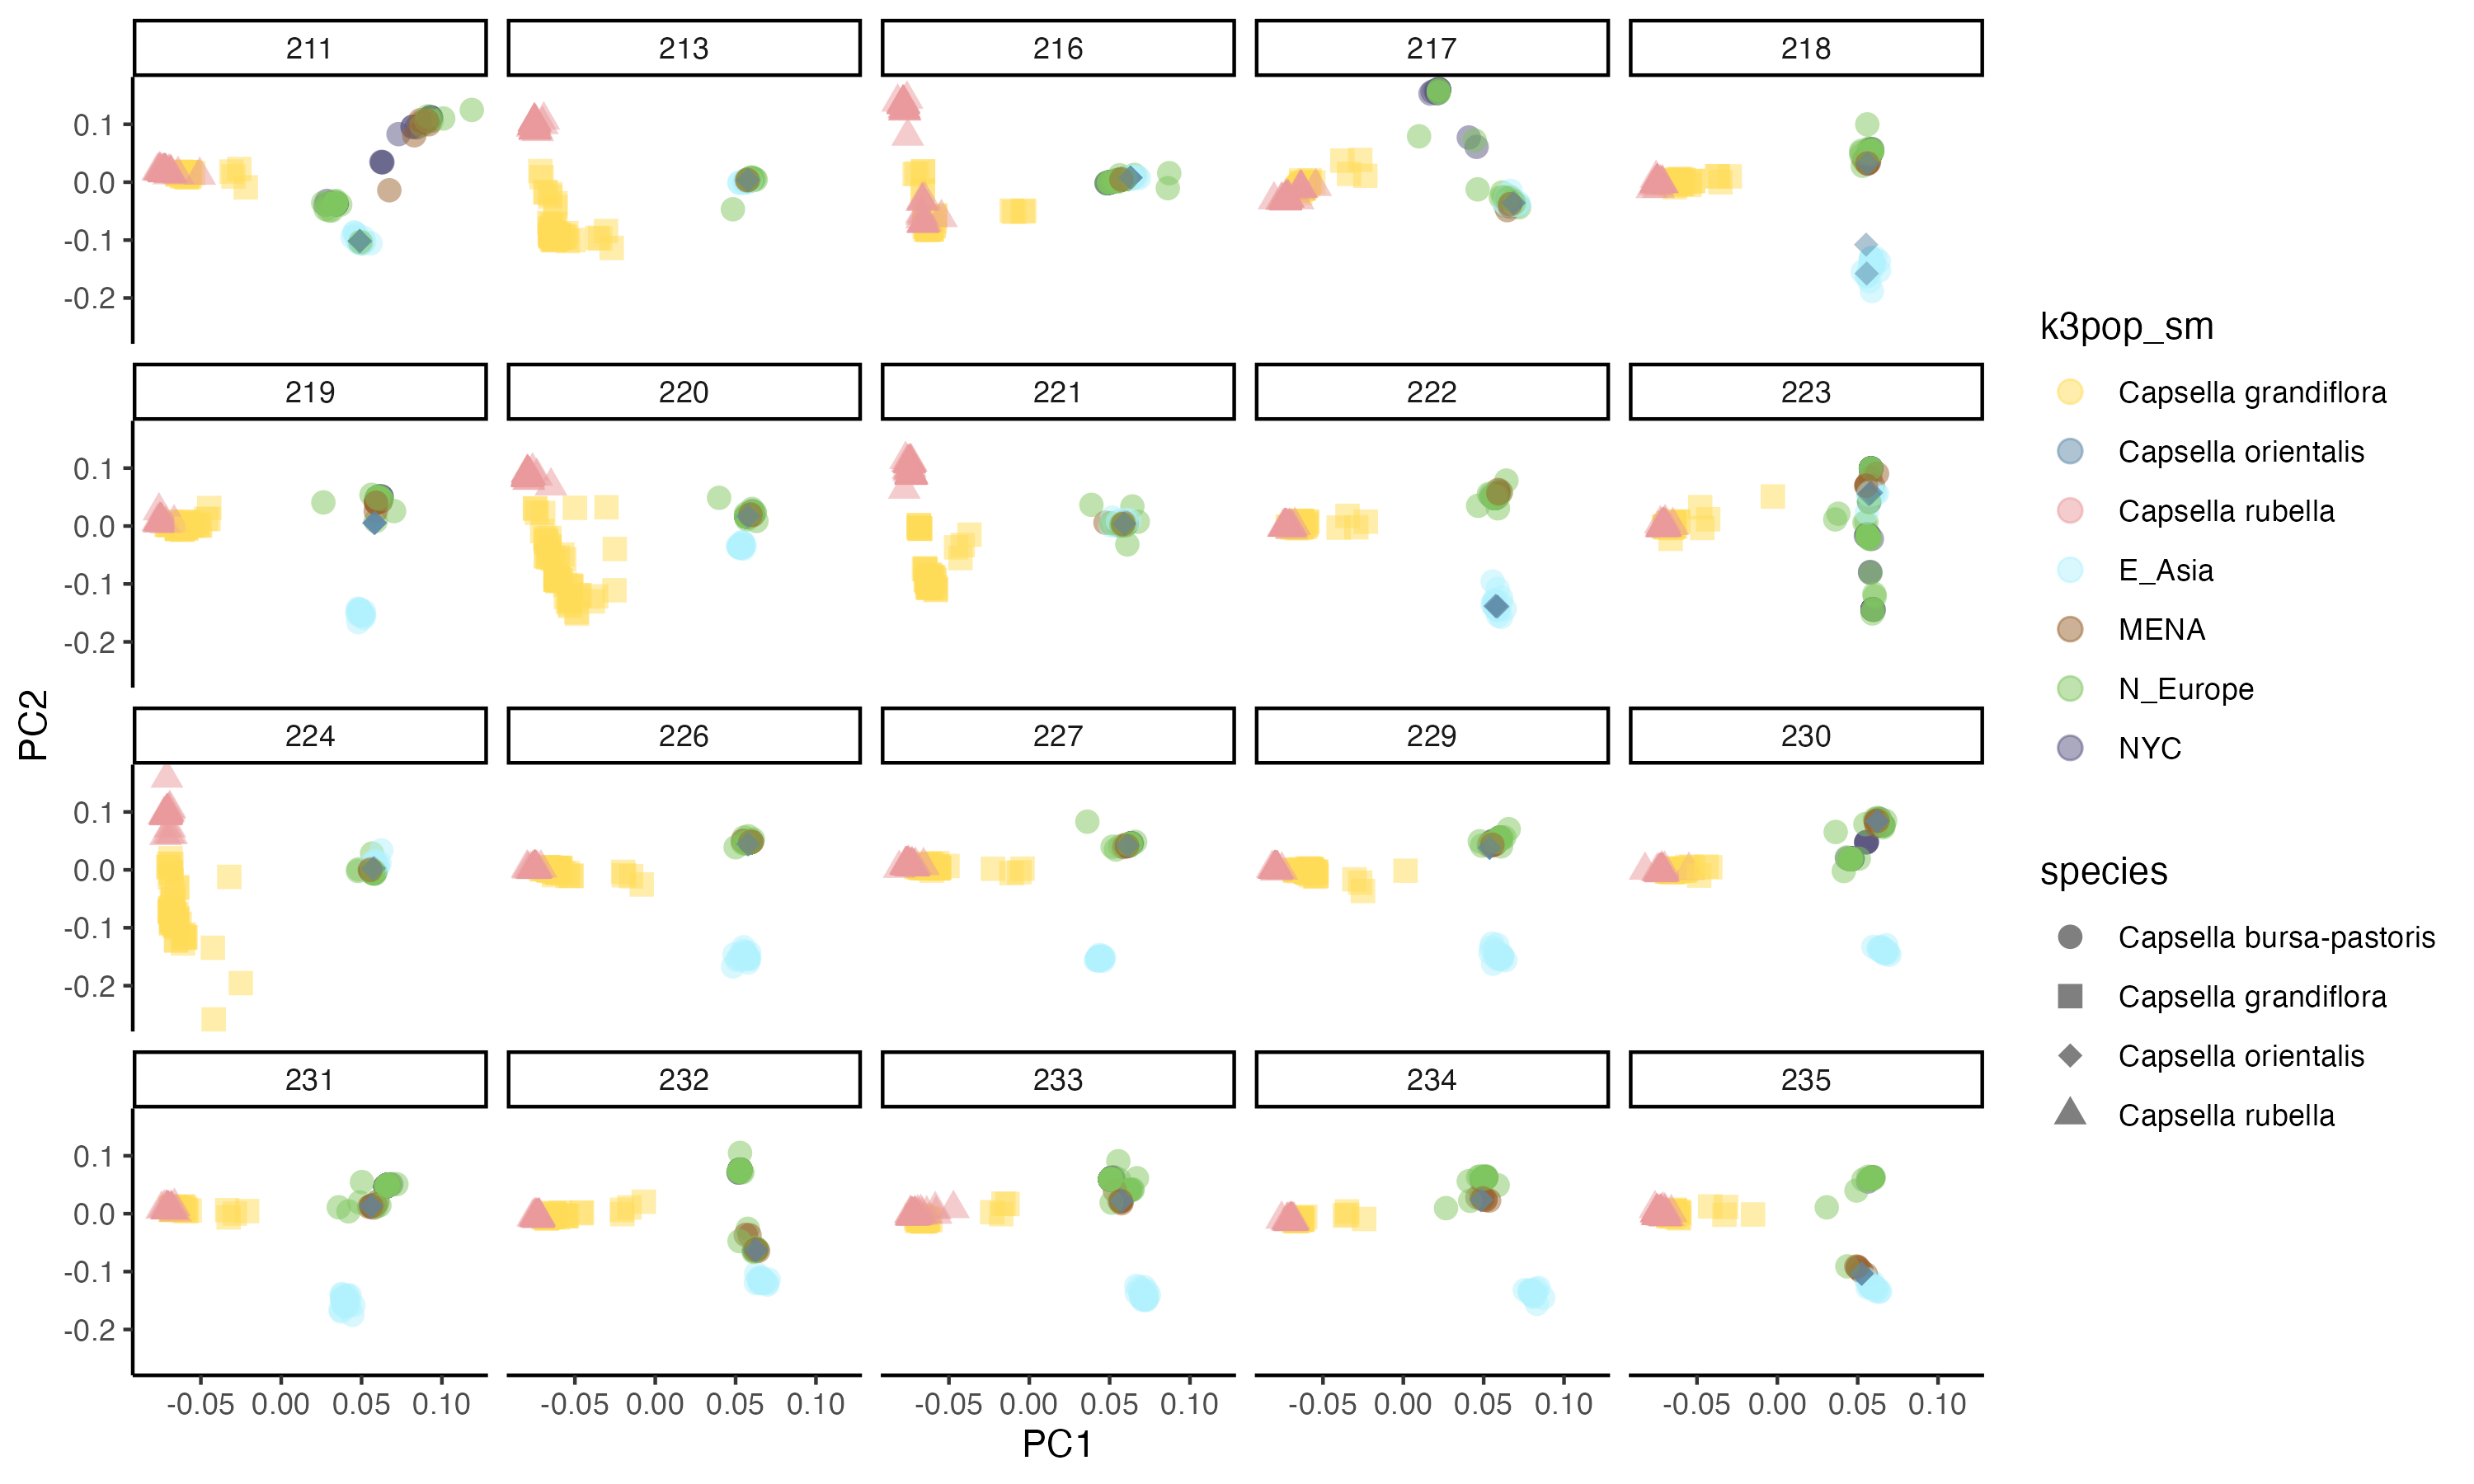 211 213 216 217 218
0.1
0.0
-0.1
-0.2
219 220 221 222 223
0.1
0.0
-0.1
-0.2
224 226 227 229 230
0.1
0.0
-0.1
-0.2
231 232 233 234 235
0.1
0.0
-0.1
-0.2
-0.05 0.00 0.05 0.10 -0.05 0.00 0.05 0.10 -0.05 0.00 0.05 0.10 -0.05 0.00 0.05 0.10 -0.05 0.00 0.05 0.10
PC1
PC2
k3pop_sm
Capsella grandiflora
Capsella orientalis
Capsella rubella
E_Asia
MENA
N_Europe
NYC
species
Capsella bursa-pastoris
Capsella grandiflora
Capsella orientalis
Capsella rubella